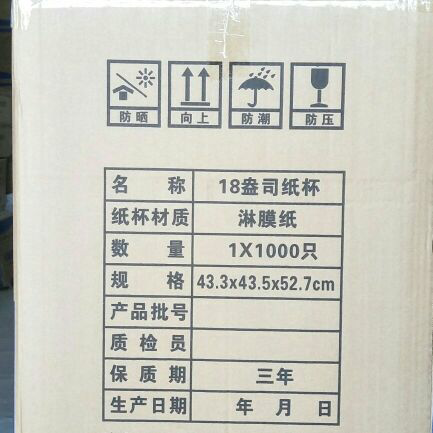 防晒 向上 防潮 防压
名 称 18盎司纸杯
纸杯材质 淋膜纸
数 量 1X1000只
规 格 43.3x43.5x52.7cm
产品批号
质检员
保质期 三年
生产日期 年 月 日